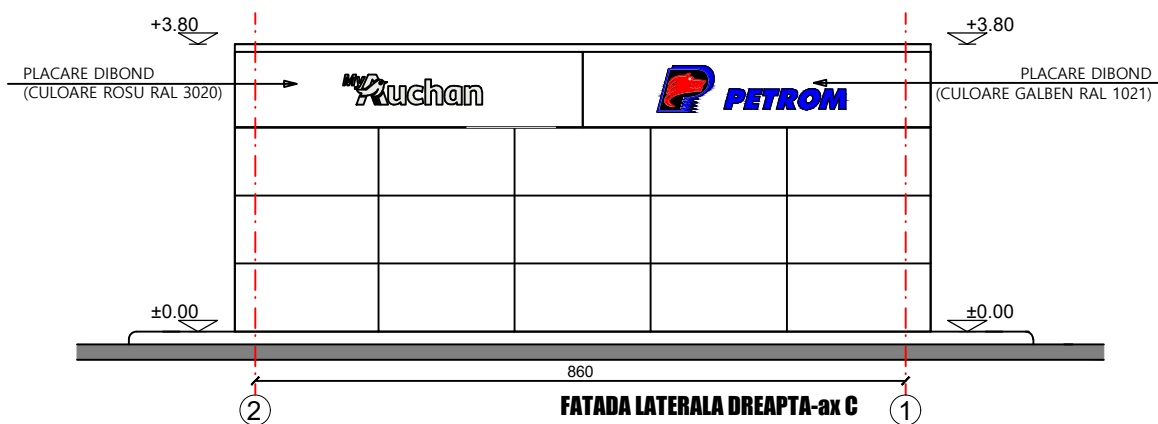 +3.80
+3.80
PLACARE DIBOND
(CULOARE ROSU RAL 3020)
MyAuchan
PETROM
PLACARE DIBOND
(CULOARE GALBEN RAL 1021)
±0.00
±0.00
860
2
FATADA LATERALA DREAPTA-ax C
1